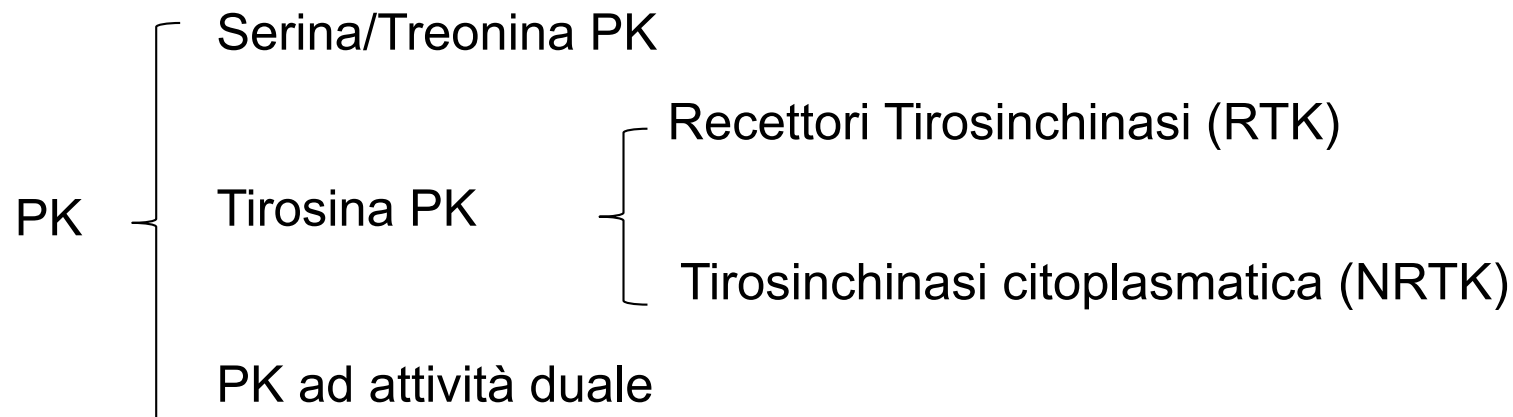 Serina/Treonina PK
Recettori Tirosinchinasi (RTK)
PK
Tirosina PK
Tirosinchinasi citoplasmatica (NRTK)
PK ad attività duale